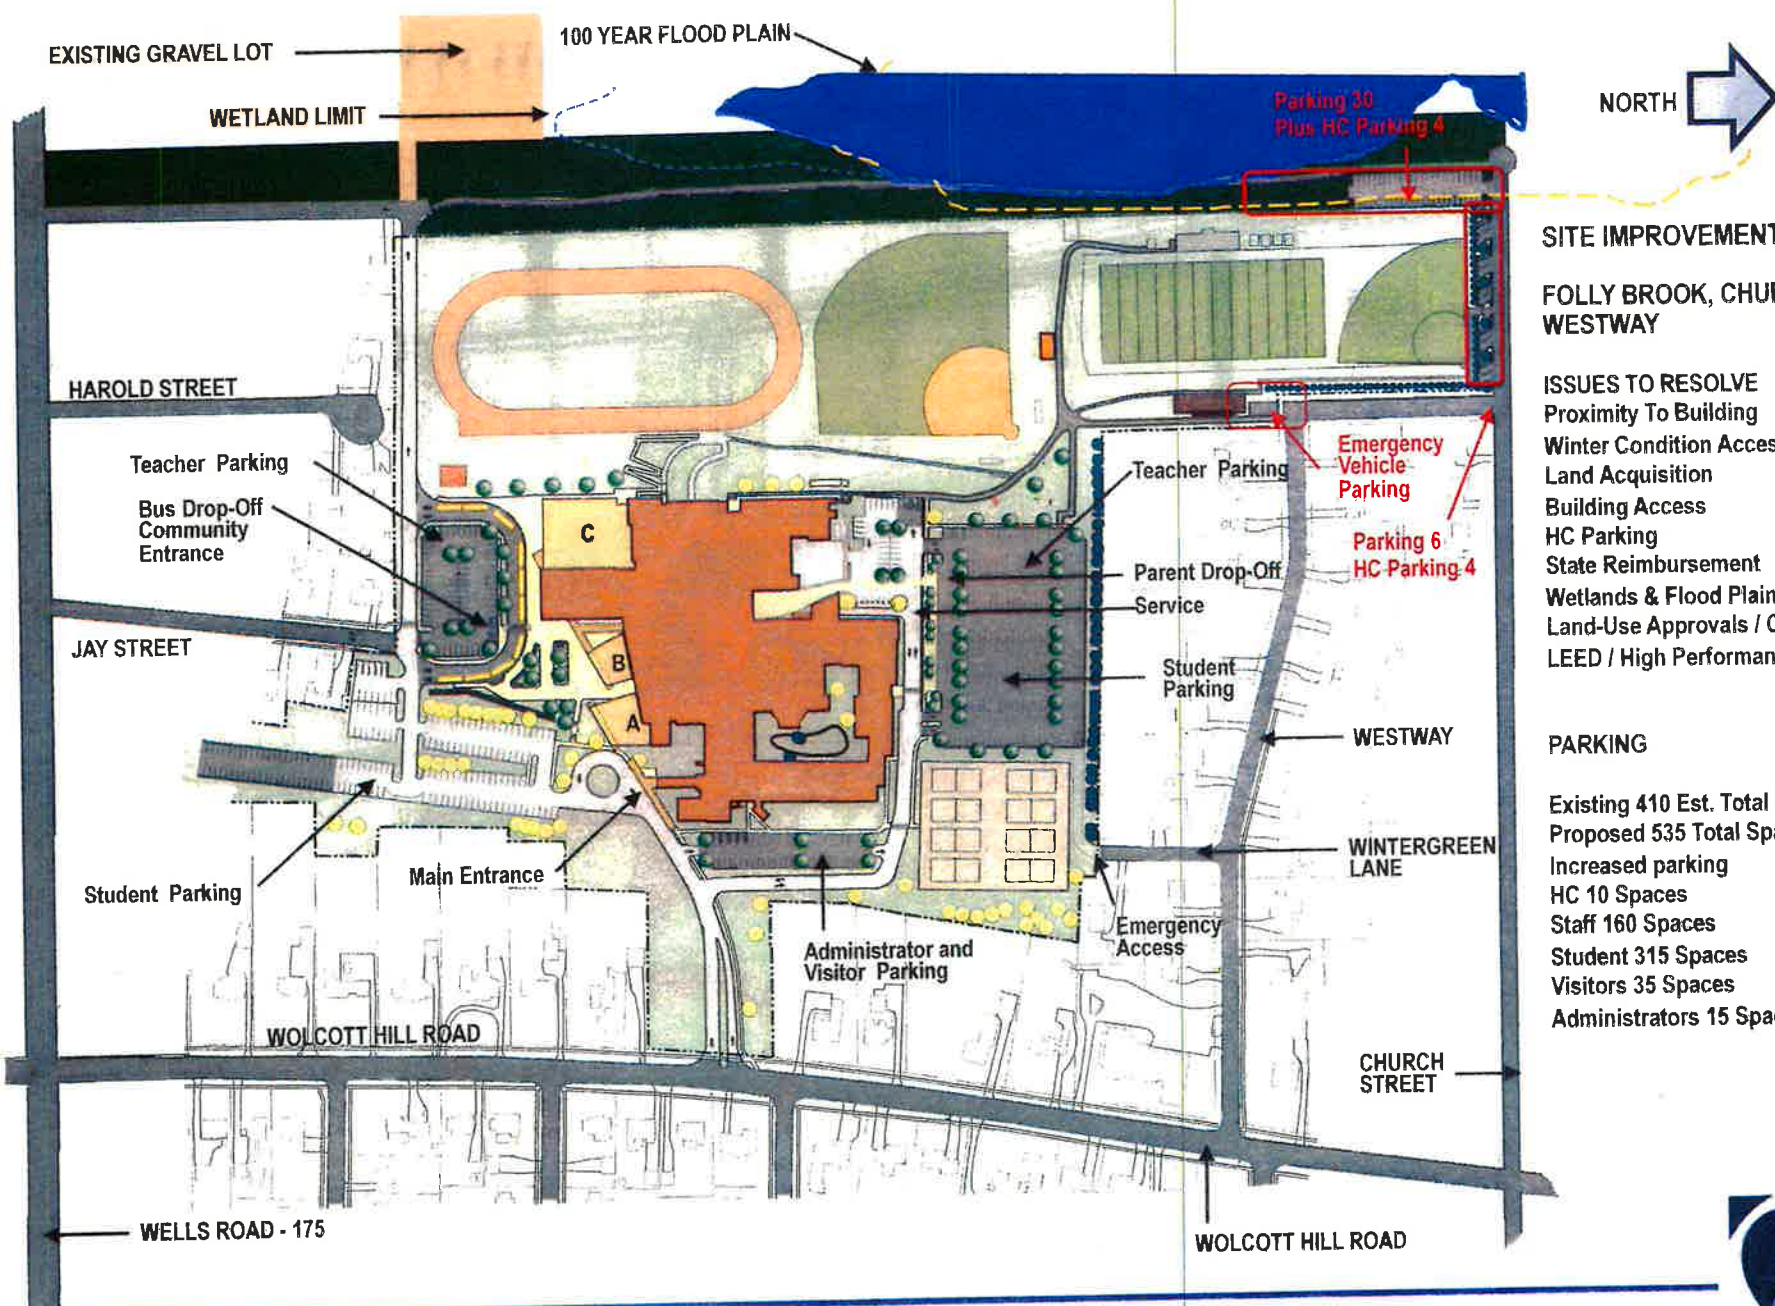 EXISTING GRAVEL LOT
100 YEAR FLOOD PLAIN
WETLAND LIMIT
Parking 30
Plus HC Parking 4
NORTH
SITE IMPROVEMENT
FOLLY BROOK,
WESTWAY
HAROLD STREET
ISSUES TO RESOLVE
Proximity To Building
Winter Condition
Land Acquisition
Building Access
HC Parking
State Reimbursement
Wetlands & Flood Plain
Land-Use Approvals /
LEED / High
Teacher Parking
Bus Drop-Off
Community
Entrance
C
Teacher Parking
Emergency
Vehicle
Parking
Parking 6
HC Parking 4
Parent Drop-Off
Service
JAY STREET
B
A
Student
Parking
WESTWAY
PARKING
Existing 410 Est. Total
Proposed 535 Total
Increased parking
HC 10 Spaces
Staff 160 Spaces
Student 315 Spaces
Visitors 35 Spaces
Administrators 15
WINTERGREEN
LANE
Student Parking
Main Entrance
Administrator and
Visitor Parking
Emergency
Access
WOLCOTT HILL ROAD
CHURCH
STREET
WELLS ROAD - 175
WOLCOTT HILL ROAD